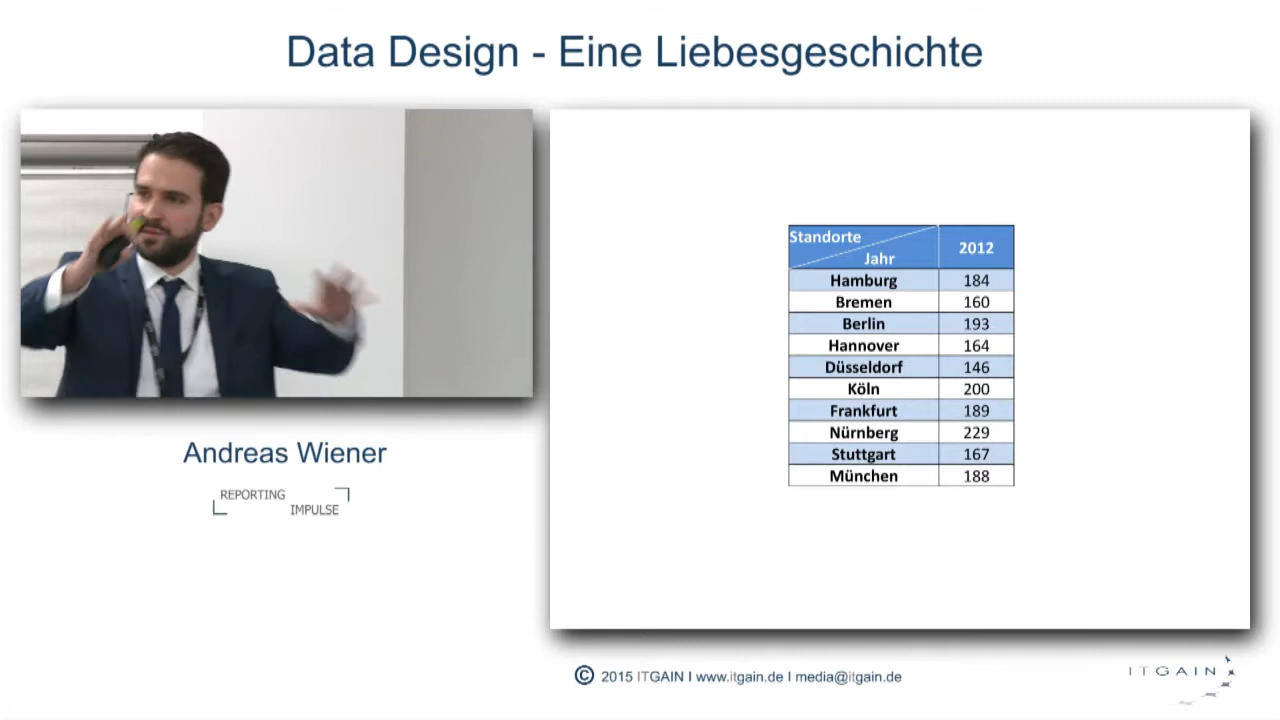 Data Design - Eine Liebesgeschichte
Andreas Wiener
REPORTING
IMPULSE
Standorte
Jahr
2012
Hamburg 184
Bremen 160
Berlin 193
Hannover 164
Düsseldorf 146
Köln 200
Frankfurt 189
Nürnberg 229
Stuttgart 167
München 188
© 2015 ITGAIN I www.itgain.de I media@itgain.de
ITGAIN